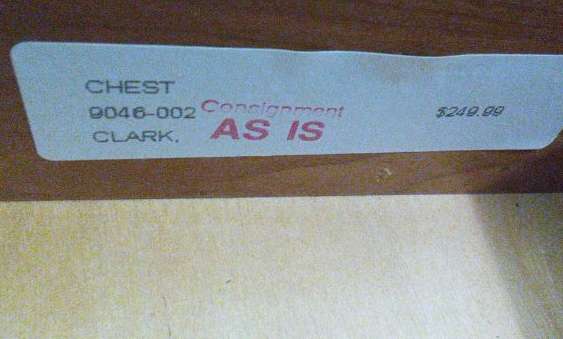 CHEST
9046-002 Consignment $249.99
CLARK. AS IS